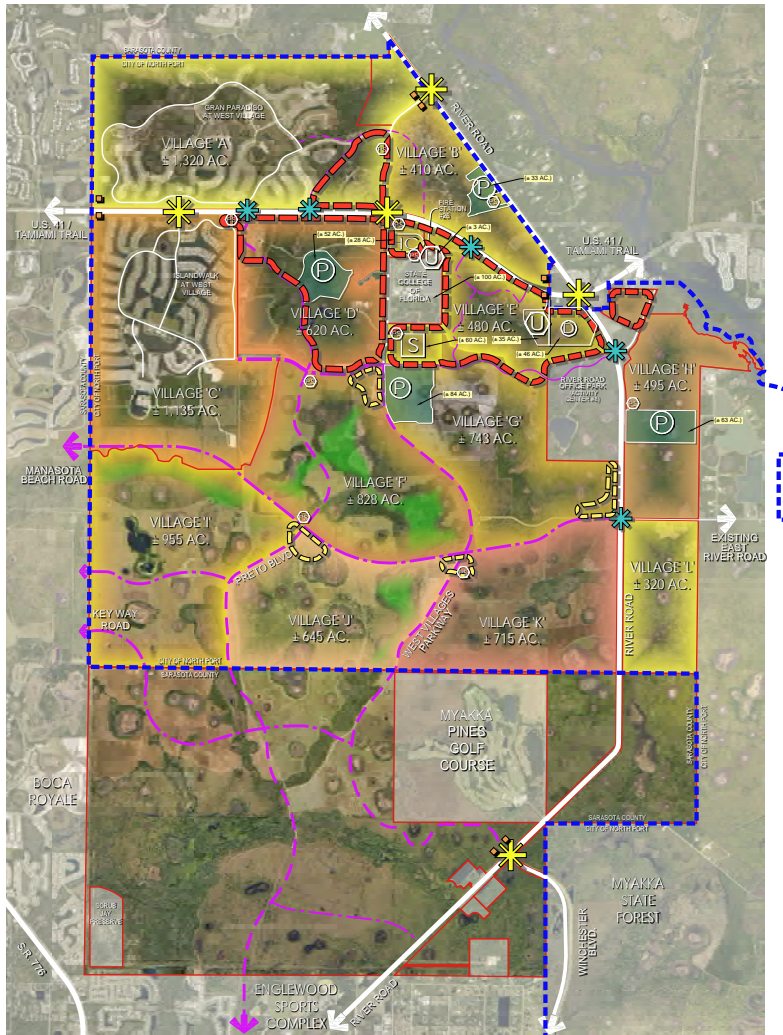 SARASOTA COUNTY
CITY OF NORTH PORT
GRAN PARADISO
AT WEST VILLAGE
VILLAGE 'A'
± 1,320 AC.
RIVER ROAD
VILLAGE 'B'
± 410 AC.
P
(± 33 AC.)
FIRE
STATION
(± 3 AC.)
U.S. 41 /
TAMIAMI TRAIL
(± 52 AC.)
(± 28 AC.)
P
U
U.S. 41 /
TAMIAMI TRAIL
ISLANDWALK
AT WEST
VILLAGE
STATE
COLLEGE
OF
FLORIDA
(± 100 AC.)
VILLAGE 'D'
± 620 AC.
VILLAGE 'E'
± 480 AC.
U
S
(± 60 AC.)
(± 35 AC.)
(± 46 AC.)
SARASOTA COUNTY
CITY OF NORTH PORT
VILLAGE 'C'
± 1,135 AC.
P
(± 84 AC.)
RIVER ROAD
OFFICE PARK
(ACTIVITY
VILLAGE 'H'
± 495 AC.
P
(± 63 AC.)
VILLAGE 'G'
± 743 AC.
MANASOTA
BEACH ROAD
VILLAGE 'F'
± 828 AC.
VILLAGE 'I'
± 955 AC.
EXISTING
EAST
RIVER ROAD
PRETO BLVD
VILLAGE 'L'
± 320 AC.
KEY WAY
ROAD
VILLAGE 'J'
± 645 AC.
WEST VILLAGES
PARKWAY
VILLAGE 'K'
± 715 AC.
RIVER ROAD
CITY OF NORTH PORT
SARASOTA COUNTY
MYAKKA
PINES
GOLF
COURSE
SARASOTA COUNTY
CITY OF NORTH PORT
BOCA
ROYALE
SARASOTA COUNTY
CITY OF NORTH PORT
MYAKKA
STATE
FOREST
SCRUB
JAY
PRESERVE
S.R. 776
WINCHESTER
BLVD.
ENGLEWOOD
SPORTS
COMPLEX
RIVER ROAD